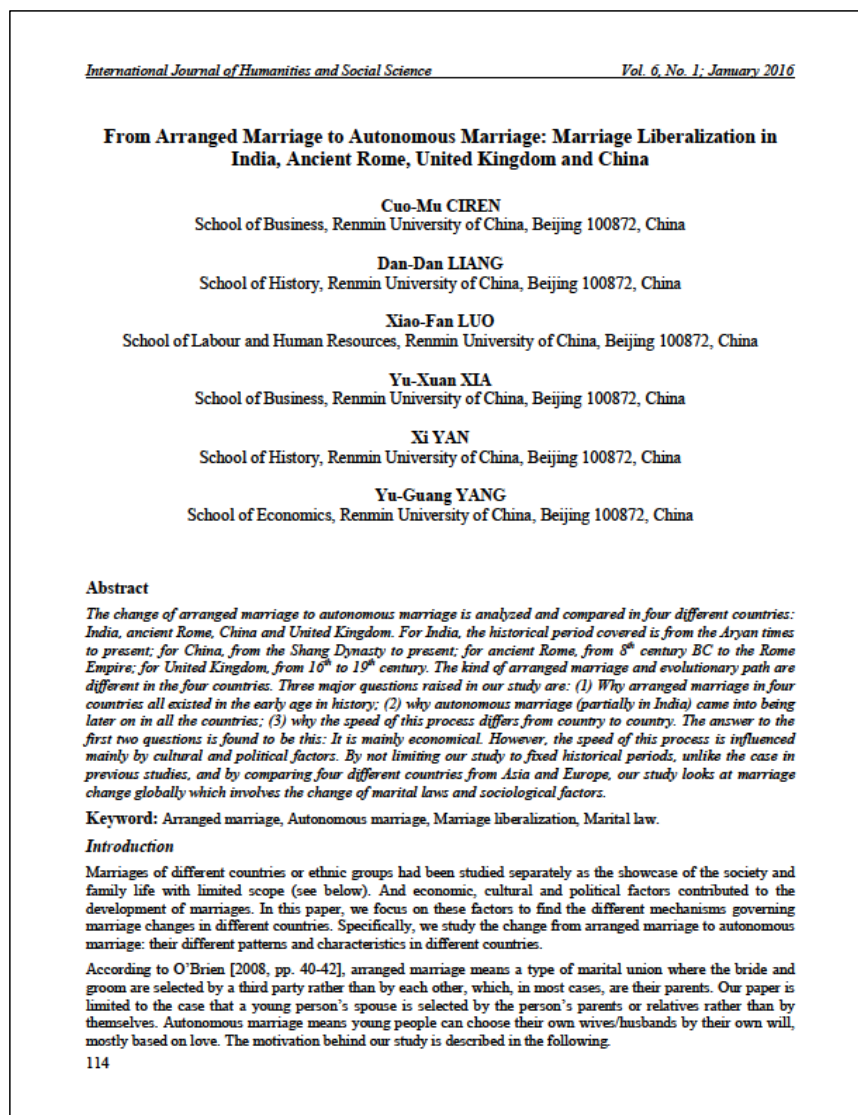 International Journal of Humanities and Social Science Vol. 6, No. 1; January 2016
From Arranged Marriage to Autonomous Marriage: Marriage Liberalization in
India, Ancient Rome, United Kingdom and China
Cuo-Mu CIREN
School of Business, Renmin University of China, Beijing 100872, China
Dan-Dan LIANG
School of History, Renmin University of China, Beijing 100872, China
Xiao-Fan LUO
School of Labour and Human Resources, Renmin University of China, Beijing 100872, China
Yu-Xuan XIA
School of Business, Renmin University of China, Beijing 100872, China
Xi YAN
School of History, Renmin University of China, Beijing 100872, China
Yu-Guang YANG
School of Economics, Renmin University of China, Beijing 100872, China
Abstract
The change of arranged marriage to autonomous marriage is analyzed and compared in four different countries:
India, ancient Rome, China and United Kingdom. For India, the historical period covered is from the Aryan times
to present; for China, from the Shang Dynasty to present; for ancient Rome, from 8th century BC to the Rome
Empire; for United Kingdom, from 16th to 19th century. The kind of arranged marriage and evolutionary path are
different in the four countries. Three major questions raised in our study are: (1) Why arranged marriage in four
countries all existed in the early age in history; (2) why autonomous marriage (partially in India) came into being
later on in all the countries; (3) why the speed of this process differs from country to country. The answer to the
first two questions is found to be this: It is mainly economical. However, the speed of this process is influenced
mainly by cultural and political factors. By not limiting our study to fixed historical periods, unlike the case in
previous studies, and by comparing four different countries from Asia and Europe, our study looks at marriage
change globally which involves the change of marital laws and sociological factors.
Keyword: Arranged marriage, Autonomous marriage, Marriage liberalization, Marital law.
Introduction
Marriages of different countries or ethnic groups had been studied separately as the showcase of the society and
family life with limited scope (see below). And economic, cultural and political factors contributed to the
development of marriages. In this paper, we focus on these factors to find the different mechanisms governing
marriage changes in different countries. Specifically, we study the change from arranged marriage to autonomous
marriage: their different patterns and characteristics in different countries.
According to O'Brien [2008, pp. 40-42], arranged marriage means a type of marital union where the bride and
groom are selected by a third party rather than by each other, which, in most cases, are their parents. Our paper is
limited to the case that a young person's spouse is selected by the person's parents or relatives rather than by
themselves. Autonomous marriage means young people can choose their own wives/husbands by their own will,
mostly based on love. The motivation behind our study is described in the following.
114